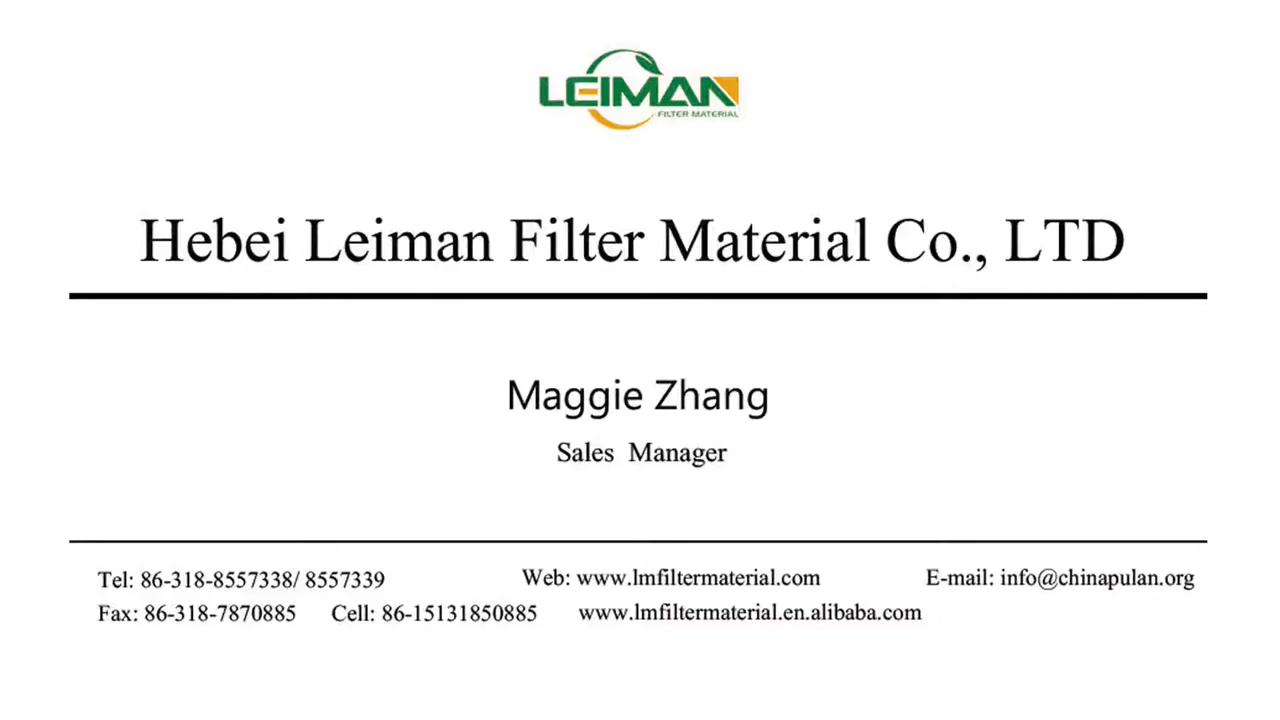 LEIMAN
FILTER MATERIAL
Hebei Leiman Filter Material Co., LTD
Maggie Zhang
Sales Manager
Tel: 86-318-8557338/ 8557339 Web: www.lmfiltermaterial.com E-mail: info@chinapulan.org
Fax: 86-318-7870885 Cell: 86-15131850885 www.lmfiltermaterial.en.alibaba.com